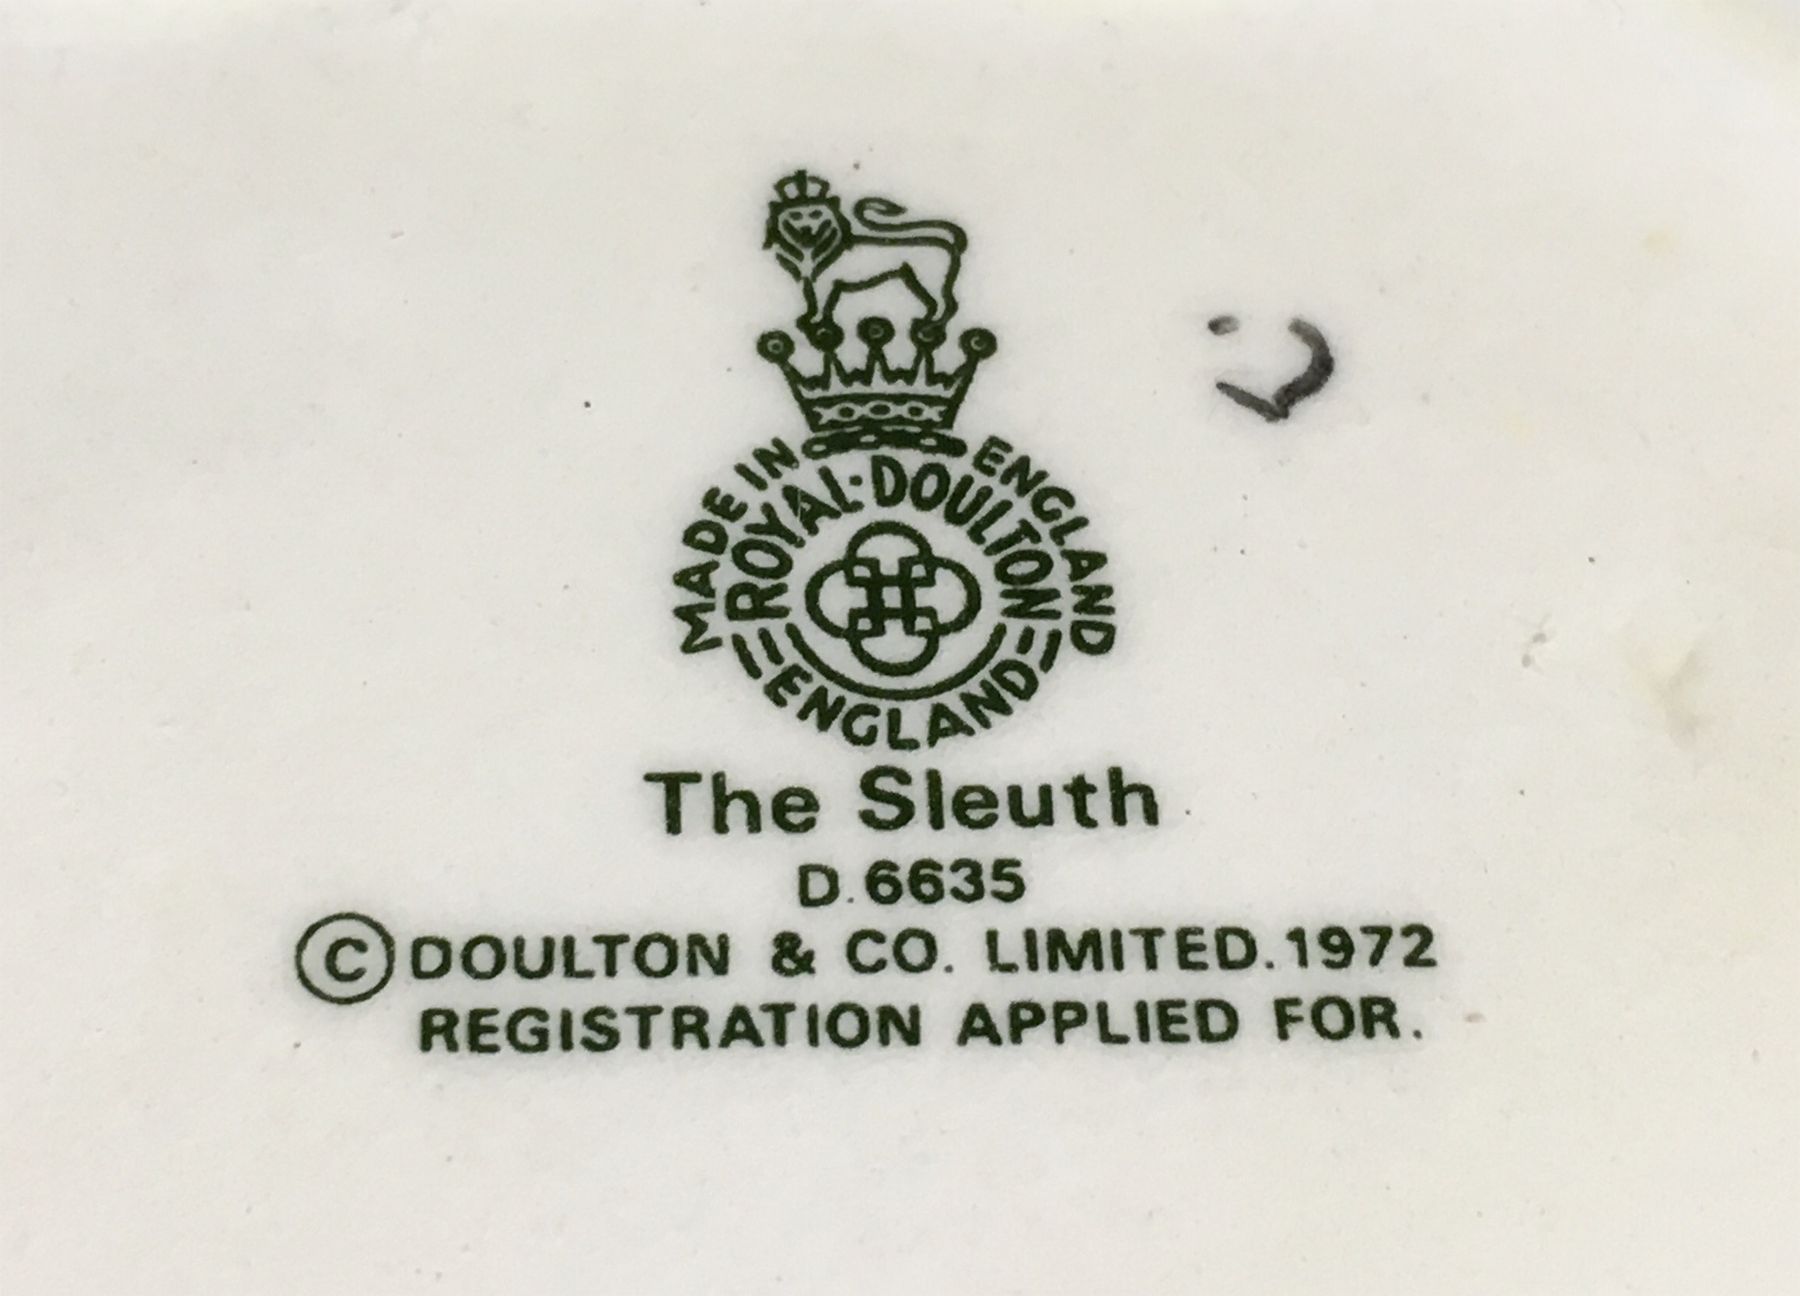 MADE IN ENGLAND
ROYAL·DOULTON
ENGLAND
The Sleuth
D.6635
© DOULTON & CO. LIMITED.1972
REGISTRATION APPLIED FOR.